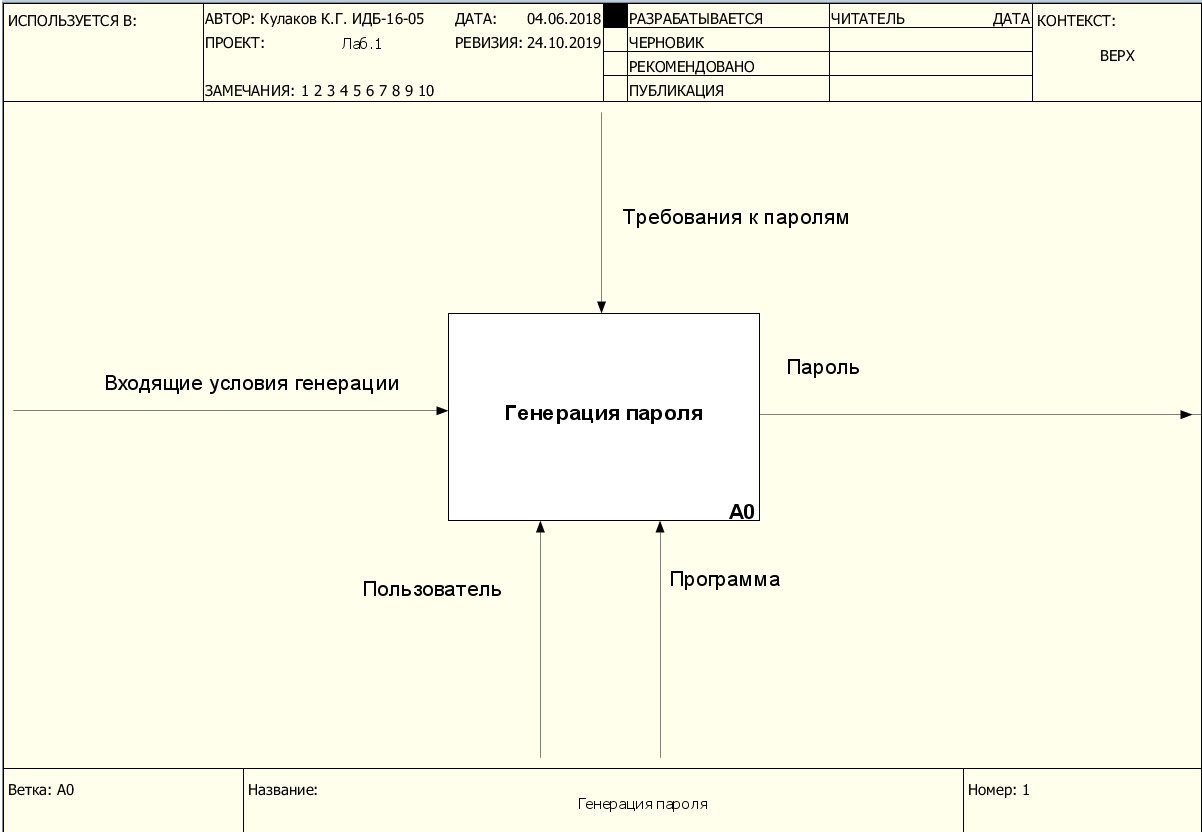 ИСПОЛЬЗУЕТСЯ В:
АВТОР: Кулаков К.Г. ИДБ-16-05
ДАТА: 04.06.2018
ПРОЕКТ: Лаб.1
РЕВИЗИЯ: 24.10.2019
ЗАМЕЧАНИЯ: 1 2 3 4 5 6 7 8 9 10
РАЗРАБАТЫВАЕТСЯ
ЧЕРНОВИК
РЕКОМЕНДОВАНО
ПУБЛИКАЦИЯ
ЧИТАТЕЛЬ ДАТА
КОНТЕКСТ:
ВЕРХ
Требования к паролям
Входящие условия генерации
Пароль
Генерация пароля
A0
Пользователь
Программа
Ветка: A0
Название:
Генерация пароля
Номер: 1